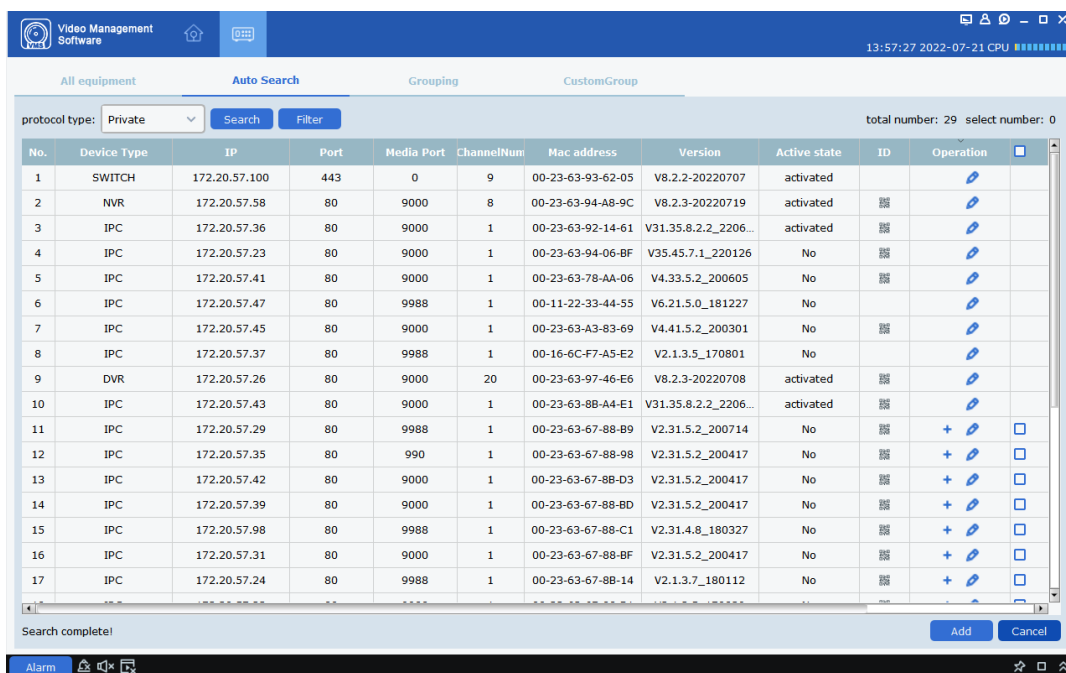 Video Management
Software
VMS
13:57:27 2022-07-21 CPU
All equipment Auto Search Grouping CustomGroup
protocol type: Private Search Filter total number: 29 select number: 0
No. Device Type IP Port Media Port ChannelNum Mac address Version Active state ID Operation
1 SWITCH 172.20.57.100 443 0 9 00-23-63-93-62-05 V8.2.2-20220707 activated
2 NVR 172.20.57.58 80 9000 8 00-23-63-94-A8-9C V8.2.3-20220719 activated
3 IPC 172.20.57.36 80 9000 1 00-23-63-92-14-61 V31.35.8.2.2_2206... activated
4 IPC 172.20.57.23 80 9000 1 00-23-63-94-06-BF V35.45.7.1_220126 No
5 IPC 172.20.57.41 80 9000 1 00-23-63-78-AA-06 V4.33.5.2_200605 No
6 IPC 172.20.57.47 80 9988 1 00-11-22-33-44-55 V6.21.5.0_181227 No
7 IPC 172.20.57.45 80 9000 1 00-23-63-A3-83-69 V4.41.5.2_200301 No
8 IPC 172.20.57.37 80 9988 1 00-16-6C-F7-A5-E2 V2.1.3.5_170801 No
9 DVR 172.20.57.26 80 9000 20 00-23-63-97-46-E6 V8.2.3-20220708 activated
10 IPC 172.20.57.43 80 9000 1 00-23-63-8B-A4-E1 V31.35.8.2.2_2206... activated
11 IPC 172.20.57.29 80 9988 1 00-23-63-67-88-B9 V2.31.5.2_200714 No
12 IPC 172.20.57.35 80 990 1 00-23-63-67-88-98 V2.31.5.2_200417 No
13 IPC 172.20.57.42 80 9000 1 00-23-63-67-8B-D3 V2.31.5.2_200417 No
14 IPC 172.20.57.39 80 9000 1 00-23-63-67-88-BD V2.31.5.2_200417 No
15 IPC 172.20.57.98 80 9988 1 00-23-63-67-88-C1 V2.31.4.8_180327 No
16 IPC 172.20.57.31 80 9000 1 00-23-63-67-88-BF V2.31.5.2_200417 No
17 IPC 172.20.57.24 80 9988 1 00-23-63-67-8B-14 V2.1.3.7_180112 No
Search complete! Add Cancel
Alarm